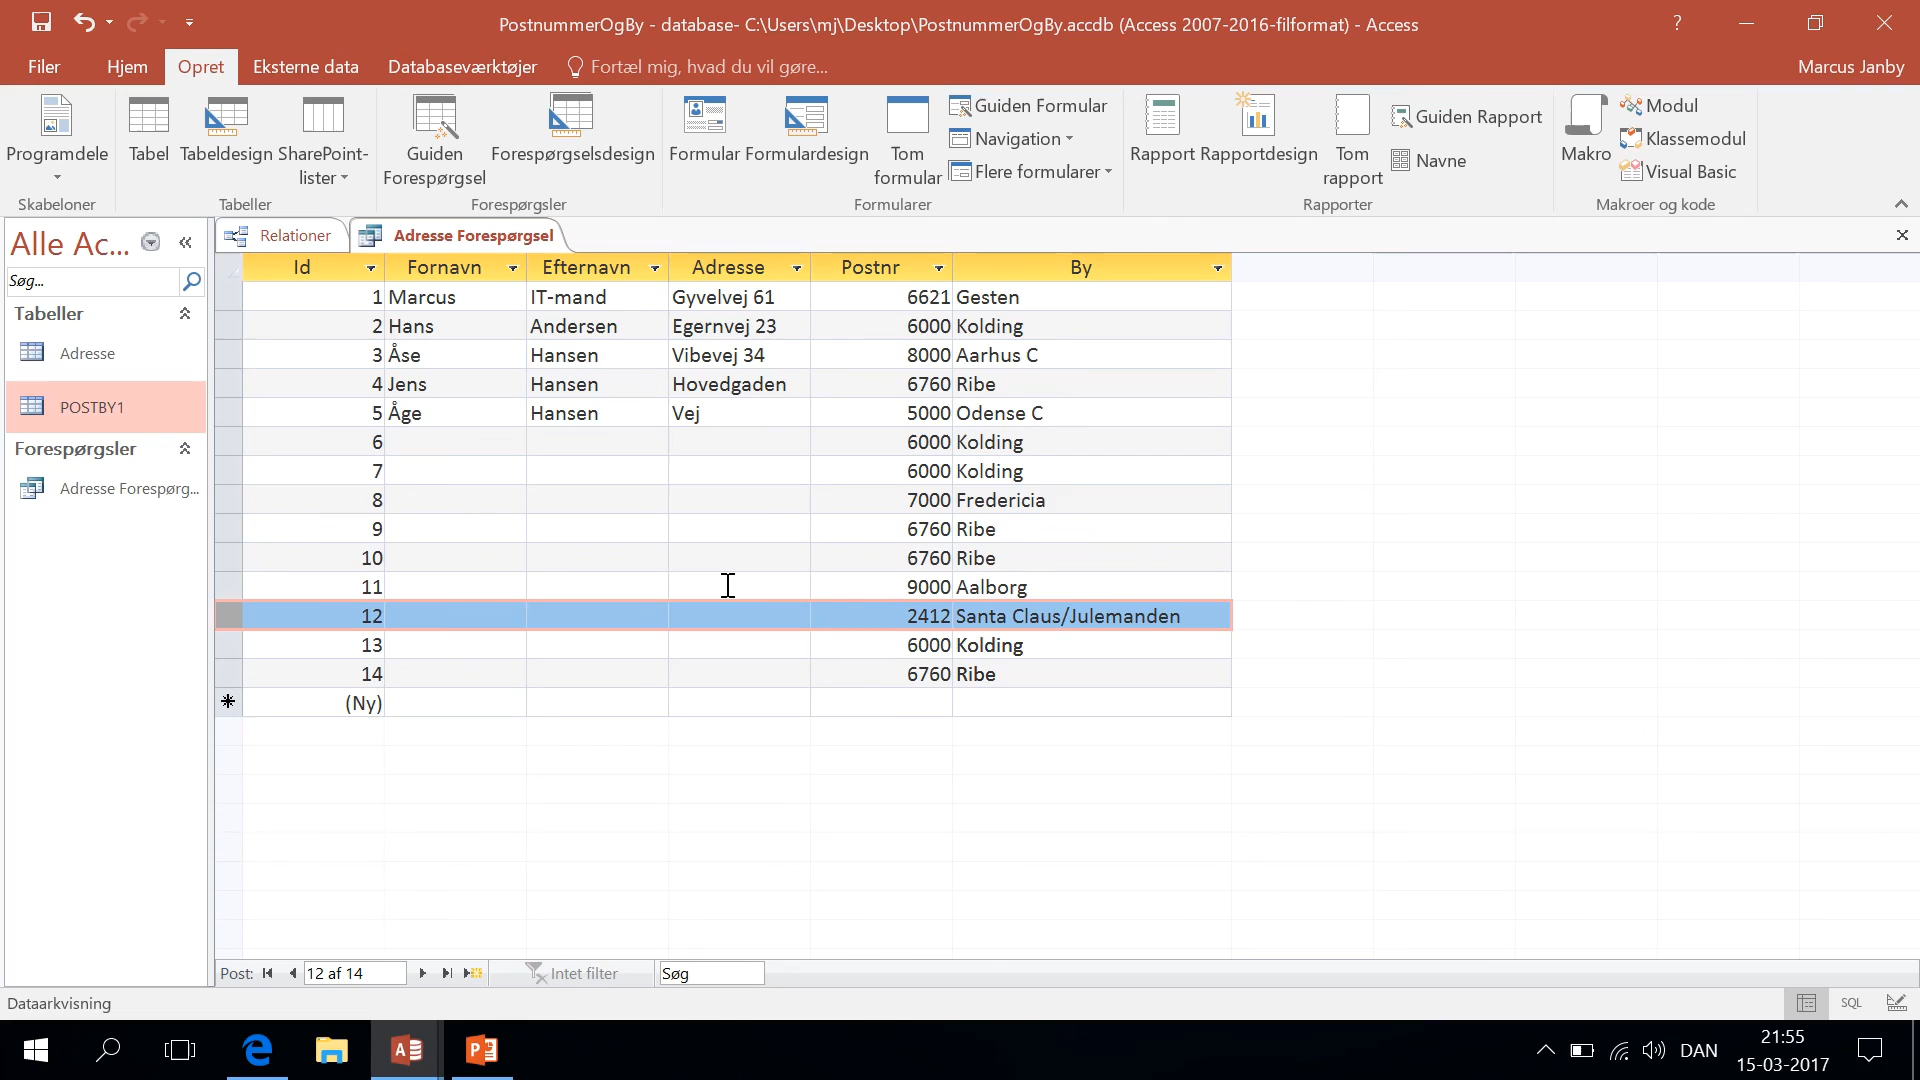 PostnummerOgBy - database- C:\Users\mj\Desktop\PostnummerOgBy.accdb (Access 2007-2016-filformat) - Access
?
Filer Hjem Opret Eksterne data Databaseværktøjer Fortæl mig, hvad du vil gøre... Marcus Janby
Programdele
Tabel
Tabeldesign
SharePoint-
lister
Guiden
Forespørgsel
Forespørgselsdesign
Formular
Formulardesign
Tom
formular
Guiden Formular
Navigation
Flere formularer
Rapport
Rapportdesign
Tom
rapport
Guiden Rapport
Navne
Makro
Modul
Klassemodul
Visual Basic
Skabeloner Tabeller Forespørgsler Formularer Rapporter Makroer og kode
Alle Ac...
Søg...
Tabeller
Adresse
POSTBY1
Forespørgsler
Adresse Forespørg...
Relationer Adresse Forespørgsel
Id Fornavn Efternavn Adresse Postnr By
1 Marcus IT-mand Gyvelvej 61 6621 Gesten
2 Hans Andersen Egernvej 23 6000 Kolding
3 Åse Hansen Vibevej 34 8000 Aarhus C
4 Jens Hansen Hovedgaden 6760 Ribe
5 Åge Hansen Vej 5000 Odense C
6 6000 Kolding
7 6000 Kolding
8 7000 Fredericia
9 6760 Ribe
10 6760 Ribe
11 9000 Aalborg
12 2412 Santa Claus/Julemanden
13 6000 Kolding
14 6760 Ribe
(Ny)
Post: 12 af 14 Intet filter Søg
Dataarkvisning SQL
DAN
21:55
15-03-2017